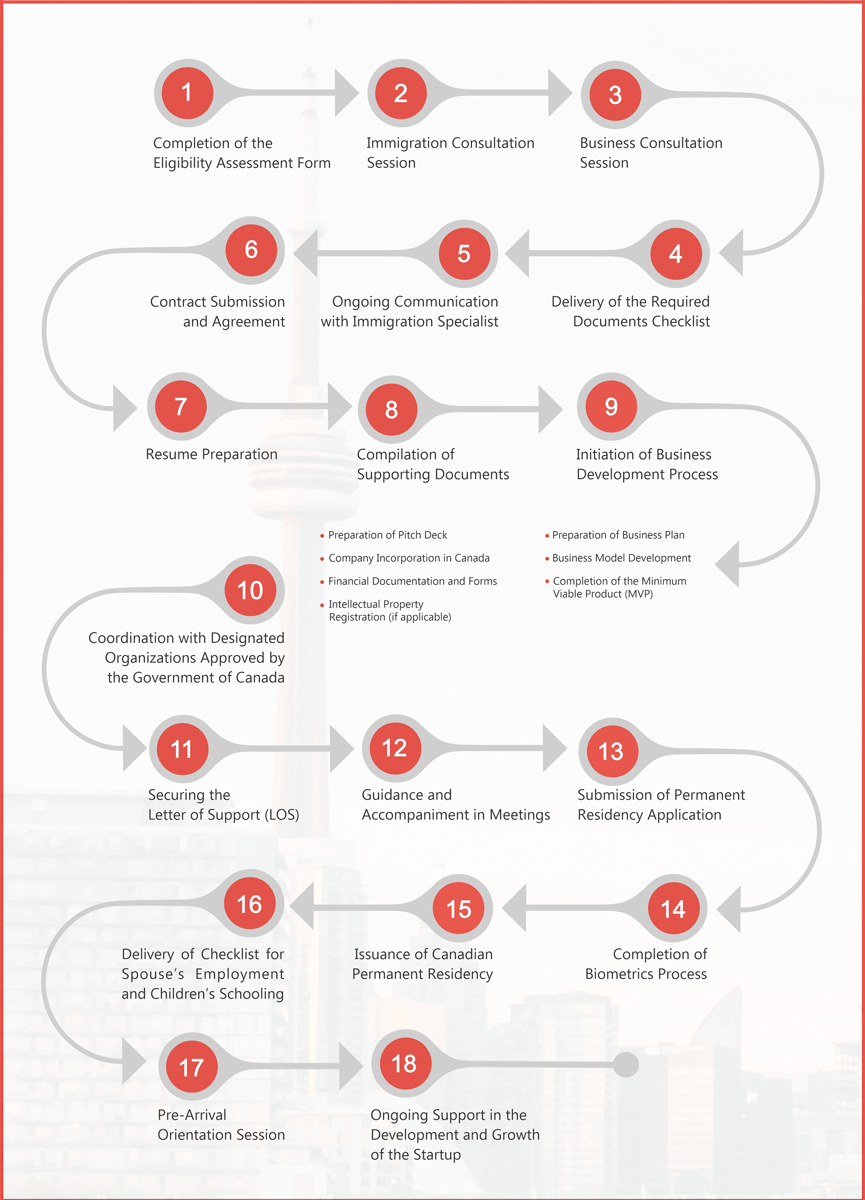 1
Completion of the
Eligibility Assessment Form
2
Immigration Consultation
Session
3
Business Consultation
Session
4
Delivery of the Required
Documents Checklist
5
Ongoing Communication
with Immigration Specialist
6
Contract Submission
and Agreement
7
Resume Preparation
8
Compilation of
Supporting Documents
9
Initiation of Business
Development Process
• Preparation of Business Plan
• Business Model Development
• Completion of the Minimum
Viable Product (MVP)
• Preparation of Pitch Deck
• Company Incorporation in Canada
• Financial Documentation and Forms
• Intellectual Property
Registration (if applicable)
10
Coordination with Designated
Organizations Approved by
the Government of Canada
11
Securing the
Letter of Support (LOS)
12
Guidance and
Accompaniment in Meetings
13
Submission of Permanent
Residency Application
14
Completion of
Biometrics Process
15
Issuance of Canadian
Permanent Residency
16
Delivery of Checklist for
Spouse's Employment
and Children's Schooling
17
Pre-Arrival
Orientation Session
18
Ongoing Support in the
Development and Growth
of the Startup